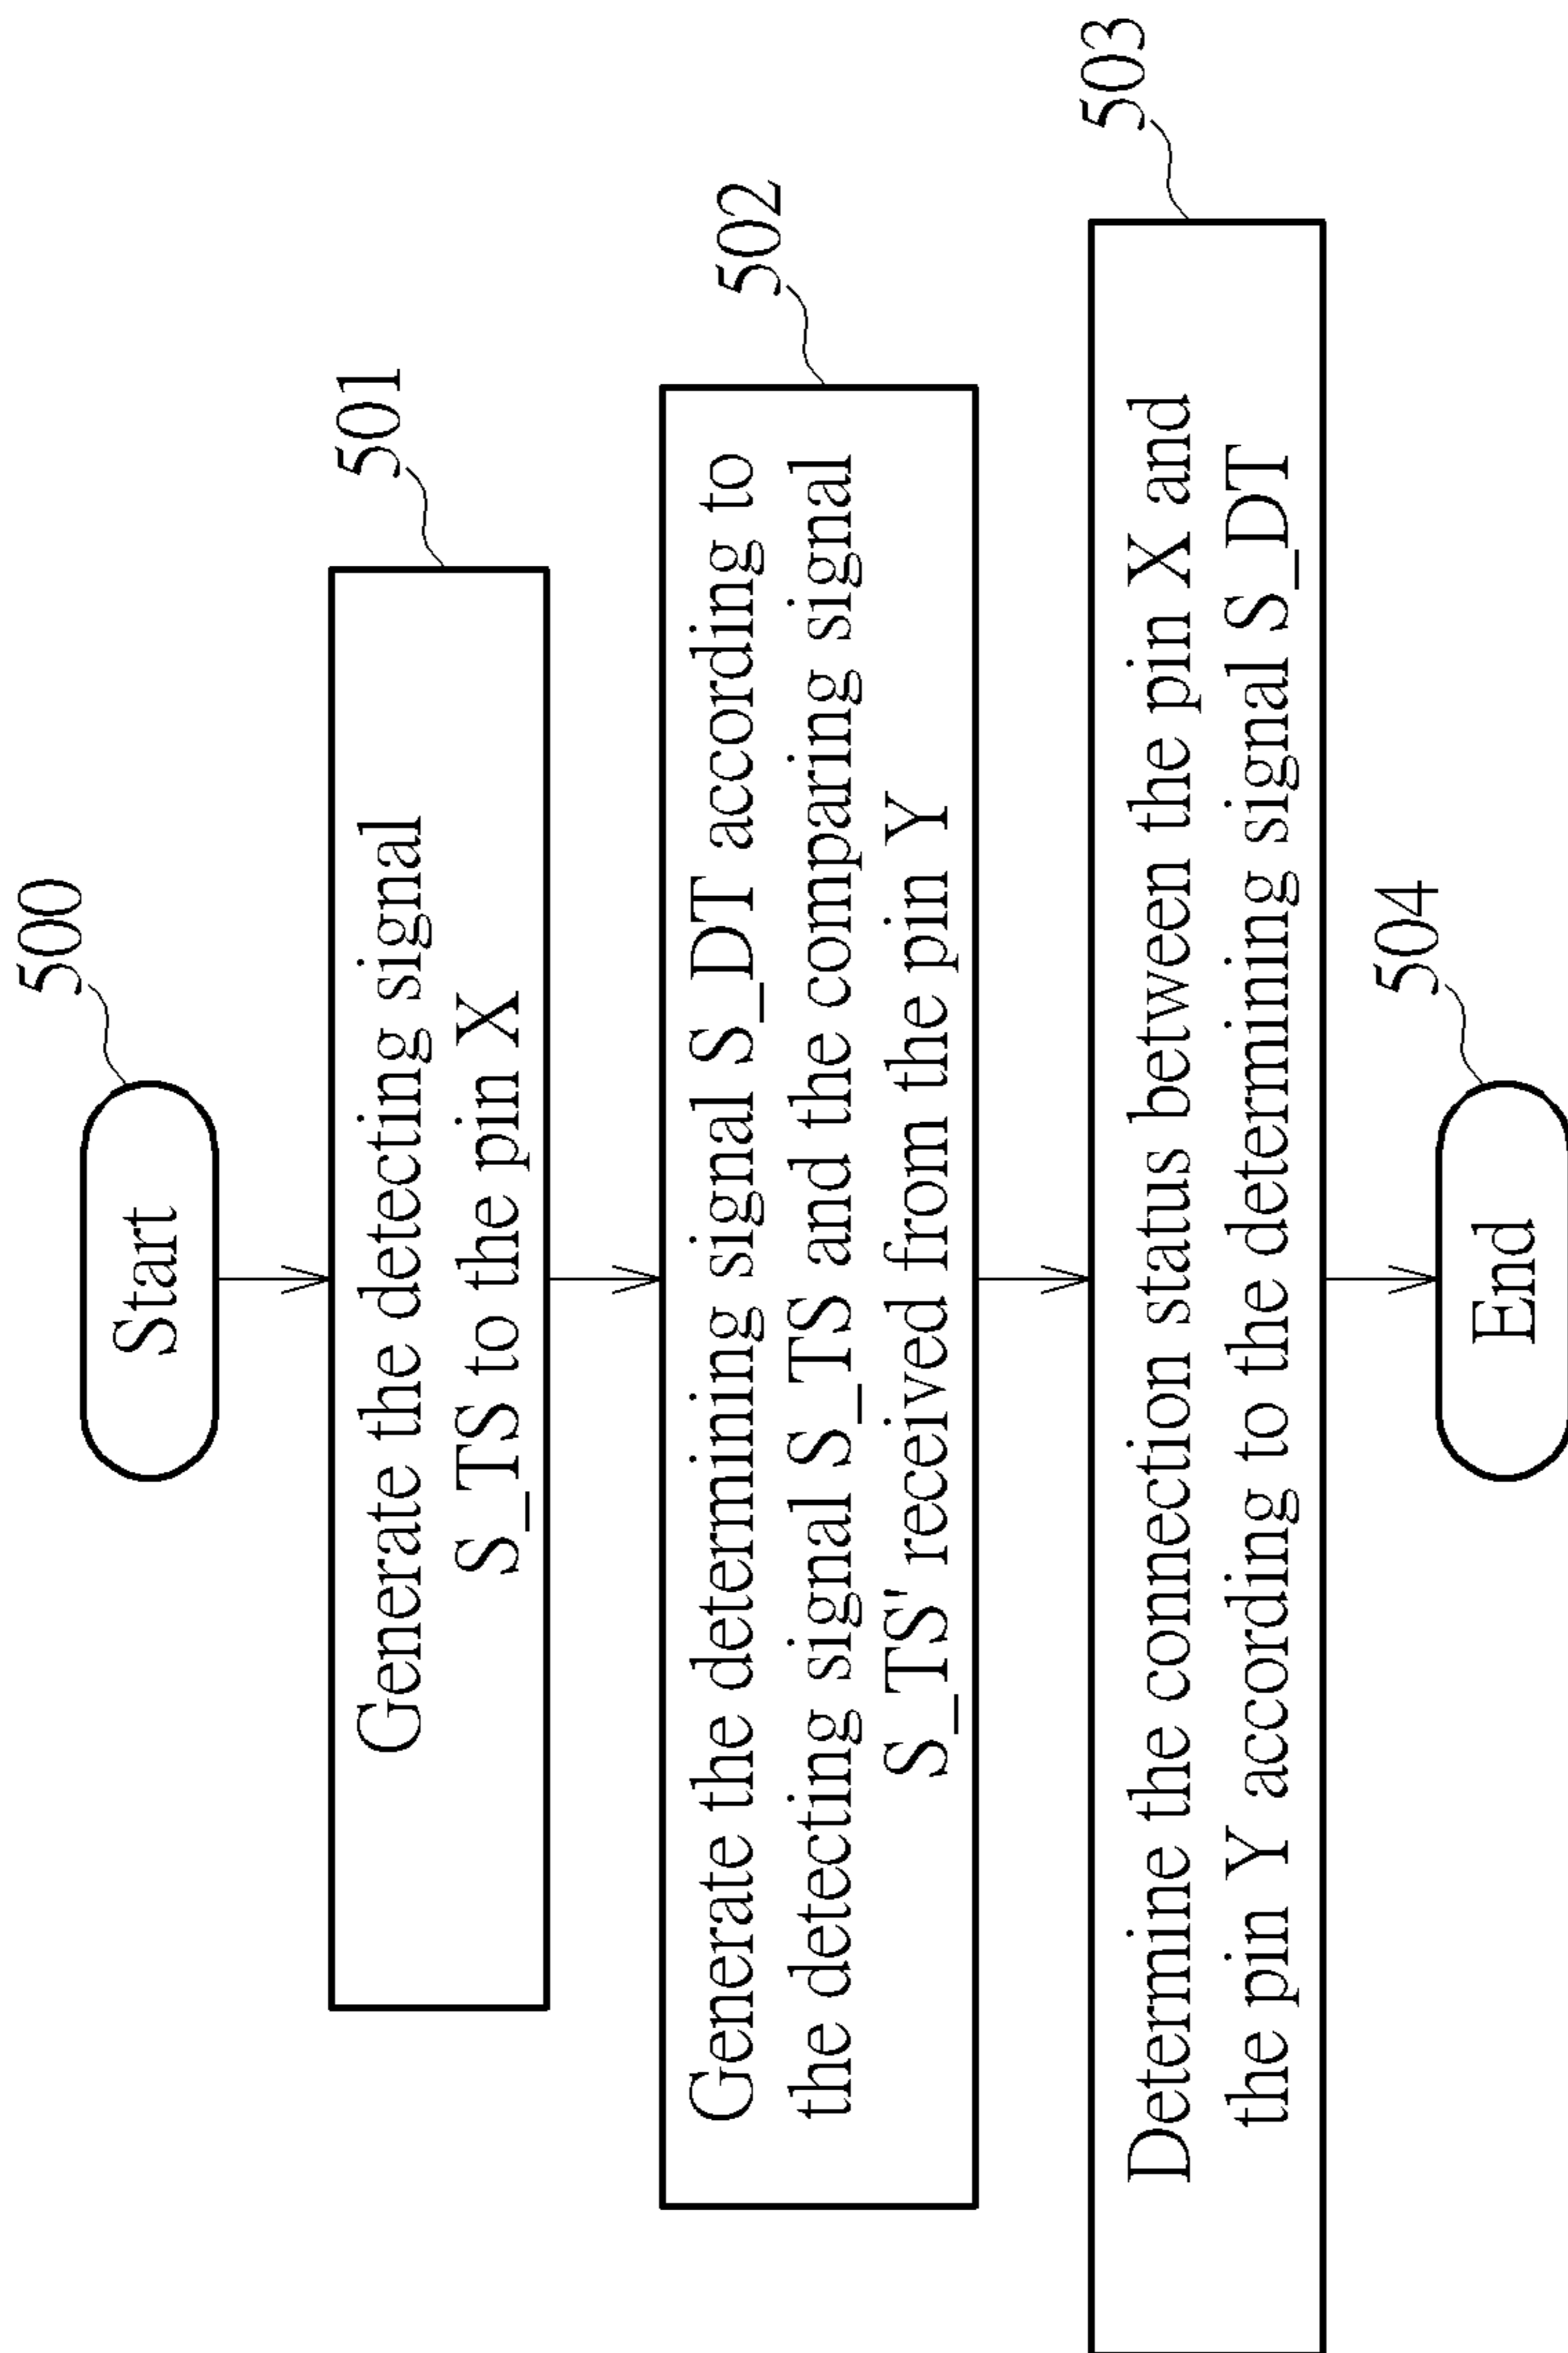 500
Start
501
Generate the detecting signal
S_TS to the pin X
502
Generate the determining signal S_DT according to
the detecting signal S_TS and the comparing signal
S_TS' received from the pin Y
503
Determine the connection status between the pin X and
the pin Y according to the determining signal S_DT
504
End